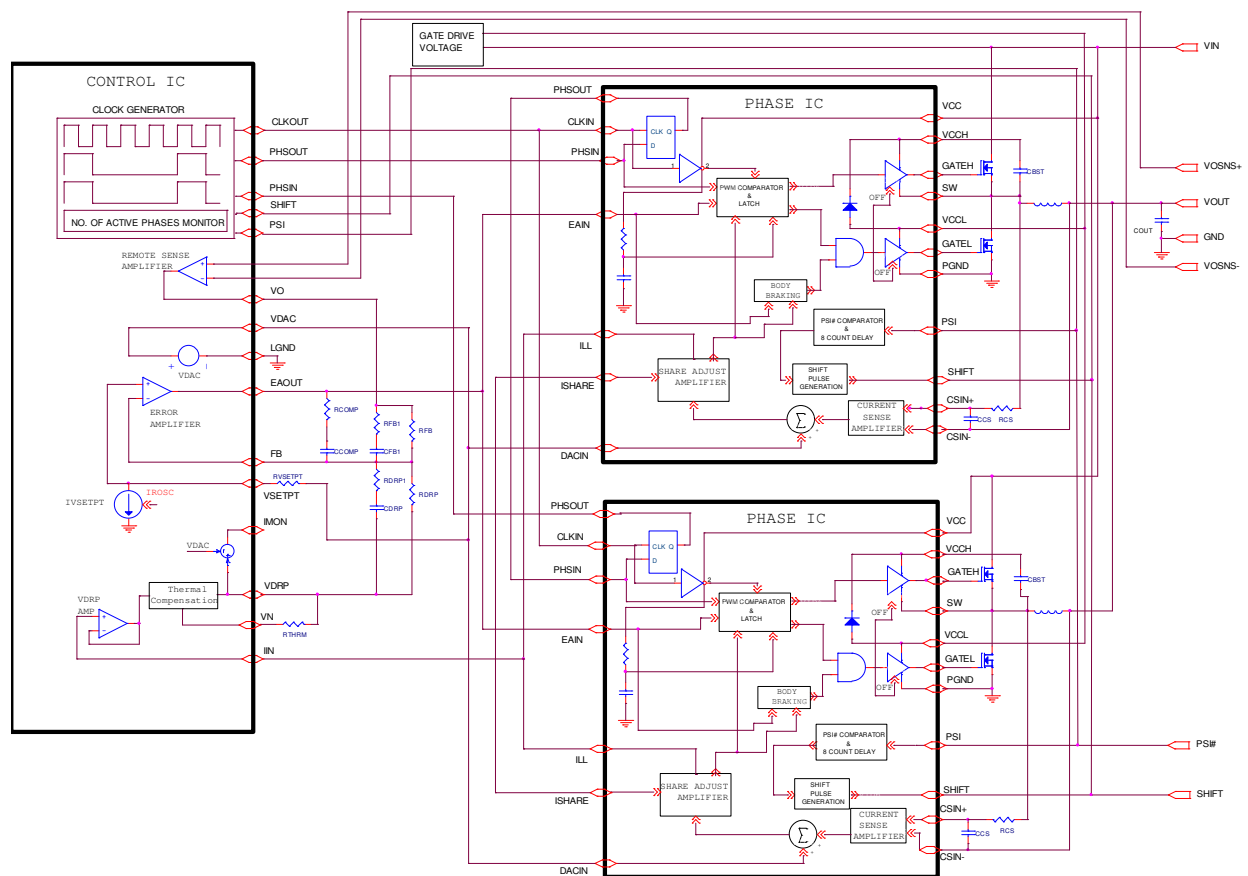 GATE DRIVE
VOLTAGE
VIN
CONTROL IC
CLOCK GENERATOR
CLKOUT
PHSOUT
PHSIN
SHIFT
NO. OF ACTIVE PHASES MONITOR
PSI
REMOTE SENSE
AMPLIFIER
+
-
VO
VDAC
LGND
+
VDAC
-
EAOUT
+
-
ERROR
AMPLIFIER
RCOMP
RFB1
RFB
CCOMP
CFB1
FB
RVSETPT
RDRP1
RDRP
VSETPT
IROSC
IVSETPT
CDRP
IMON
VDAC
VDRP
VDRP
AMP
Thermal
Compensation
+
-
VN
RTHRM
IIN
PHSOUT
PHASE IC
VCC
CLKIN
CLK Q
D
VCCH
PHSIN
1
2
GATEH
CBST
VOSNS+
PWM COMPARATOR
&
LATCH
OFF
SW
VOUT
EAIN
VCCL
COUT
GND
GATEL
OFF
PGND
VOSNS-
BODY
BRAKING
PSI
PSI# COMPARATOR
&
8 COUNT DELAY
ILL
SHARE ADJUST
AMPLIFIER
SHIFT
PULSE
GENERATION
SHIFT
ISHARE
CSIN+
CURRENT
SENSE
AMPLIFIER
CCS
RCS
Σ
CSIN-
DACIN
PHSOUT
PHASE IC
VCC
CLKIN
CLK Q
D
VCCH
PHSIN
1
2
GATEH
CBST
PWM COMPARATOR
&
LATCH
OFF
SW
EAIN
VCCL
GATEL
OFF
PGND
BODY
BRAKING
PSI
PSI# COMPARATOR
&
8 COUNT DELAY
PSI#
ILL
SHARE ADJUST
AMPLIFIER
SHIFT
PULSE
GENERATION
SHIFT
SHIFT
ISHARE
CSIN+
CURRENT
SENSE
AMPLIFIER
CCS
RCS
Σ
CSIN-
DACIN